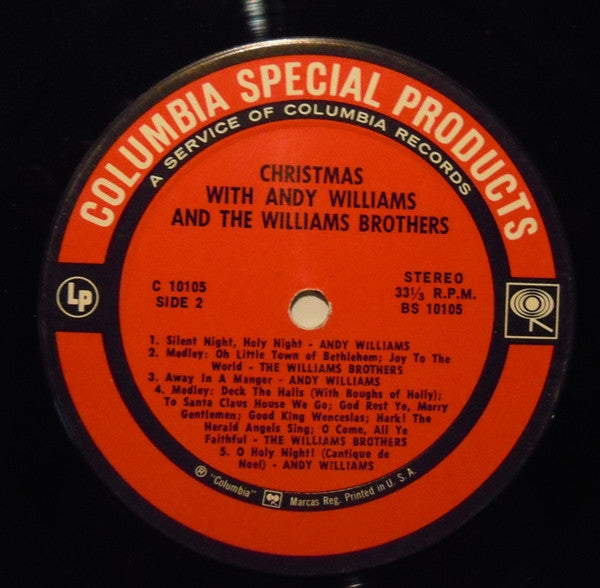 COLUMBIA SPECIAL PRODUCTS
A SERVICE OF COLUMBIA RECORDS
CHRISTMAS
WITH ANDY WILLIAMS
AND THE WILLIAMS BROTHERS
C 10105
SIDE 2
STEREO
33⅓ R.P.M.
BS 10105
LP
1. Silent Night, Holy Night - ANDY WILLIAMS
2. Medley: Oh Little Town of Bethlehem; Joy To The
World - THE WILLIAMS BROTHERS
3. Away In A Manger - ANDY WILLIAMS
4. Medley: Deck The Halls (With Boughs of Holly);
To Santa Claus House We Go; God Rest Ye, Merry
Gentlemen; Good King Wenceslas; Hark! The
Herald Angels Sing; O Come, All Ye
Faithful - THE WILLIAMS BROTHERS
5. O Holy Night! (Cantique de
Noel) - ANDY WILLIAMS
® "Columbia" Marcas Reg. Printed in U.S.A.